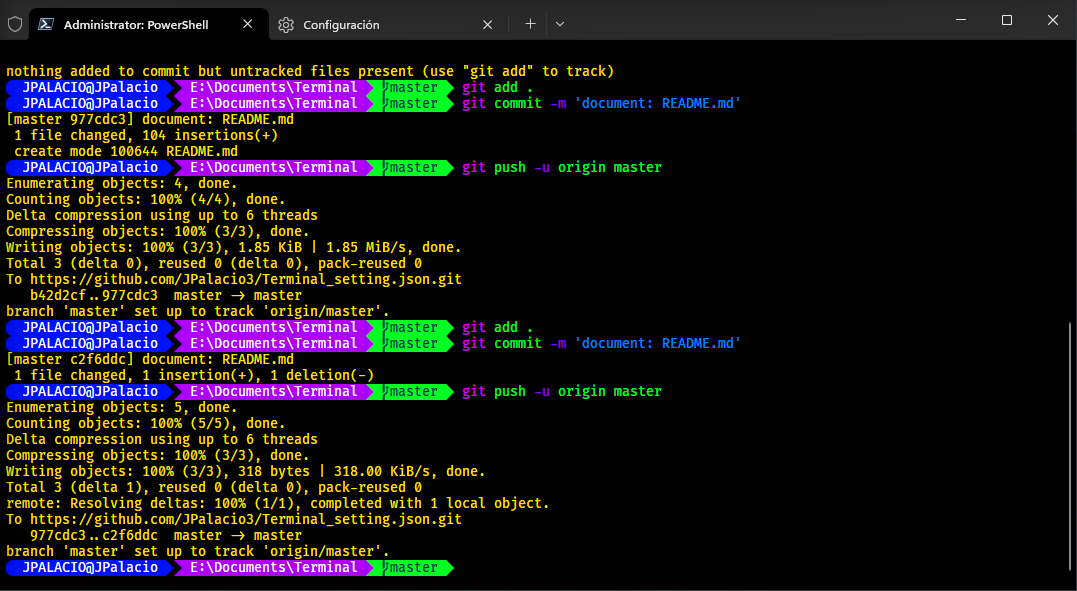 Administrator: PowerShell
Configuración
nothing added to commit but untracked files present (use "git add" to track)
JPALACIO@JPalacio E:\Documents\Terminal master git add .
JPALACIO@JPalacio E:\Documents\Terminal master git commit -m 'document: README.md'
[master 977cdc3] document: README.md
1 file changed, 104 insertions(+)
create mode 100644 README.md
JPALACIO@JPalacio E:\Documents\Terminal master git push -u origin master
Enumerating objects: 4, done.
Counting objects: 100% (4/4), done.
Delta compression using up to 6 threads
Compressing objects: 100% (3/3), done.
Writing objects: 100% (3/3), 1.85 KiB | 1.85 MiB/s, done.
Total 3 (delta 0), reused 0 (delta 0), pack-reused 0
To https://github.com/JPalacio3/Terminal_setting.json.git
b42d2cf..977cdc3 master -> master
branch 'master' set up to track 'origin/master'.
JPALACIO@JPalacio E:\Documents\Terminal master git add .
JPALACIO@JPalacio E:\Documents\Terminal master git commit -m 'document: README.md'
[master c2f6ddc] document: README.md
1 file changed, 1 insertion(+), 1 deletion(-)
JPALACIO@JPalacio E:\Documents\Terminal master git push -u origin master
Enumerating objects: 5, done.
Counting objects: 100% (5/5), done.
Delta compression using up to 6 threads
Compressing objects: 100% (3/3), done.
Writing objects: 100% (3/3), 318 bytes | 318.00 KiB/s, done.
Total 3 (delta 1), reused 0 (delta 0), pack-reused 0
remote: Resolving deltas: 100% (1/1), completed with 1 local object.
To https://github.com/JPalacio3/Terminal_setting.json.git
977cdc3..c2f6ddc master -> master
branch 'master' set up to track 'origin/master'.
JPALACIO@JPalacio E:\Documents\Terminal master